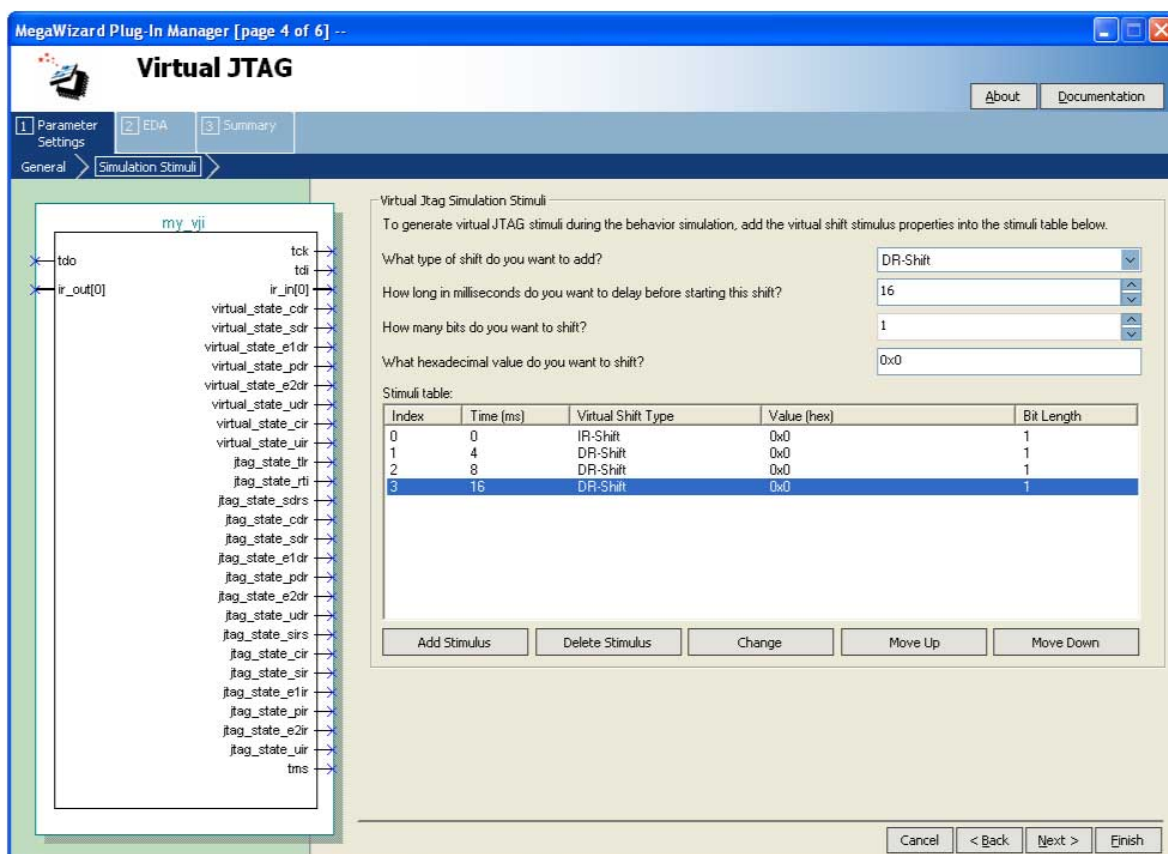 MegaWizard Plug-In Manager [page 4 of 6] --
Virtual JTAG
About
Documentation
1 Parameter Settings
2 EDA
3 Summary
General
Simulation Stimuli
my_vji
tdo
ir_out[0]
tck
tdi
ir_in[0]
virtual_state_cdr
virtual_state_sdr
virtual_state_e1dr
virtual_state_pdr
virtual_state_e2dr
virtual_state_udr
virtual_state_cir
virtual_state_uir
jtag_state_tlr
jtag_state_rti
jtag_state_sdrs
jtag_state_cdr
jtag_state_sdr
jtag_state_e1dr
jtag_state_pdr
jtag_state_e2dr
jtag_state_udr
jtag_state_sirs
jtag_state_cir
jtag_state_sir
jtag_state_e1ir
jtag_state_pir
jtag_state_e2ir
jtag_state_uir
tms
Virtual Jtag Simulation Stimuli
To generate virtual JTAG stimuli during the behavior simulation, add the virtual shift stimulus properties into the stimuli table below.
What type of shift do you want to add? DR-Shift
How long in milliseconds do you want to delay before starting this shift? 16
How many bits do you want to shift? 1
What hexadecimal value do you want to shift? 0x0
Stimuli table:
Index Time (ms) Virtual Shift Type Value (hex) Bit Length
0 0 IR-Shift 0x0 1
1 4 DR-Shift 0x0 1
2 8 DR-Shift 0x0 1
3 16 DR-Shift 0x0 1
Add Stimulus Delete Stimulus Change Move Up Move Down
Cancel < Back Next > Finish